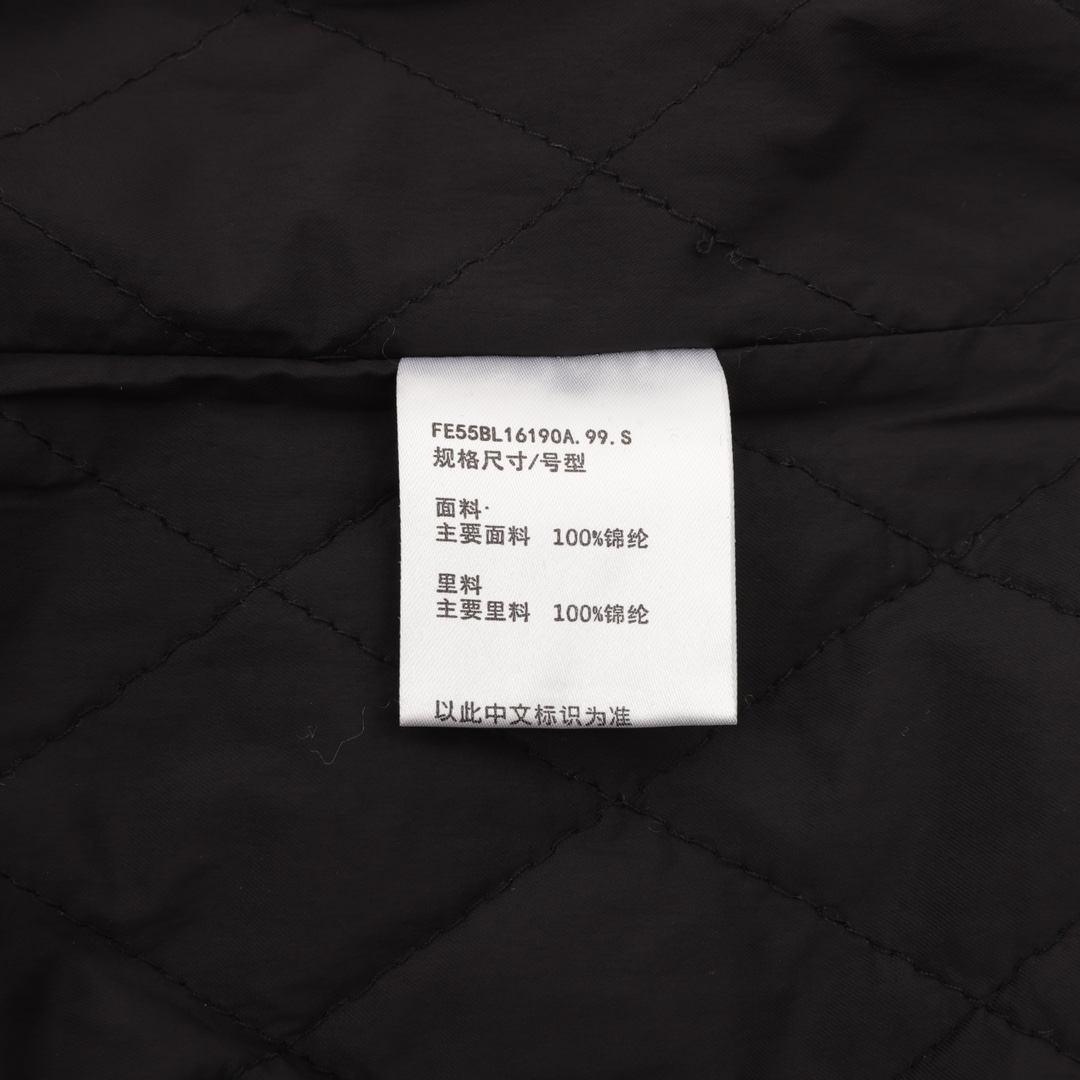 FE55BL16190A.99.S
规格尺寸/号型
面料·
主要面料 100%锦纶
里料
主要里料 100%锦纶
以此中文标识为准